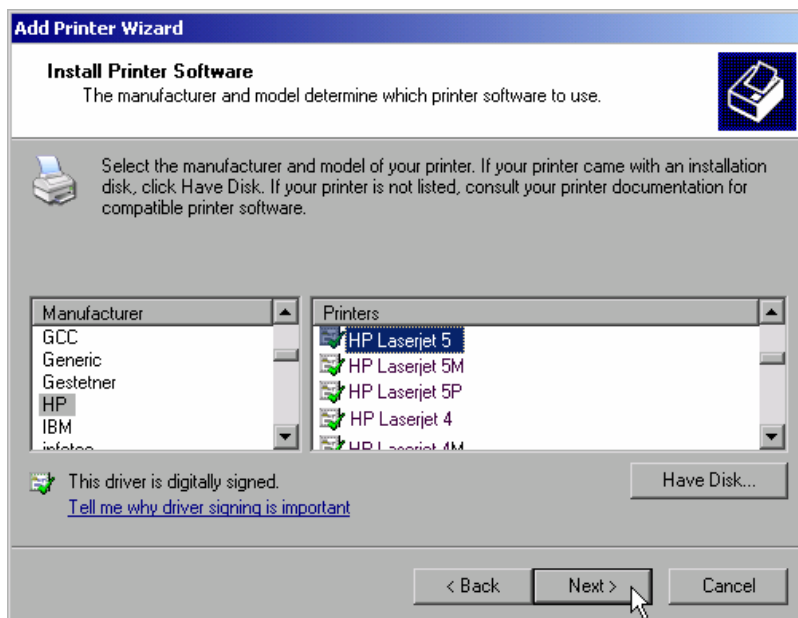 Add Printer Wizard
Install Printer Software
The manufacturer and model determine which printer software to use.
Select the manufacturer and model of your printer. If your printer came with an installation
disk, click Have Disk. If your printer is not listed, consult your printer documentation for
compatible printer software.
Manufacturer
GCC
Generic
Gestetner
HP
IBM
infotec
Printers
HP Laserjet 5
HP Laserjet 5M
HP Laserjet 5P
HP Laserjet 4
HP Laserjet 4M
This driver is digitally signed.
Tell me why driver signing is important
Have Disk...
< Back
Next >
Cancel